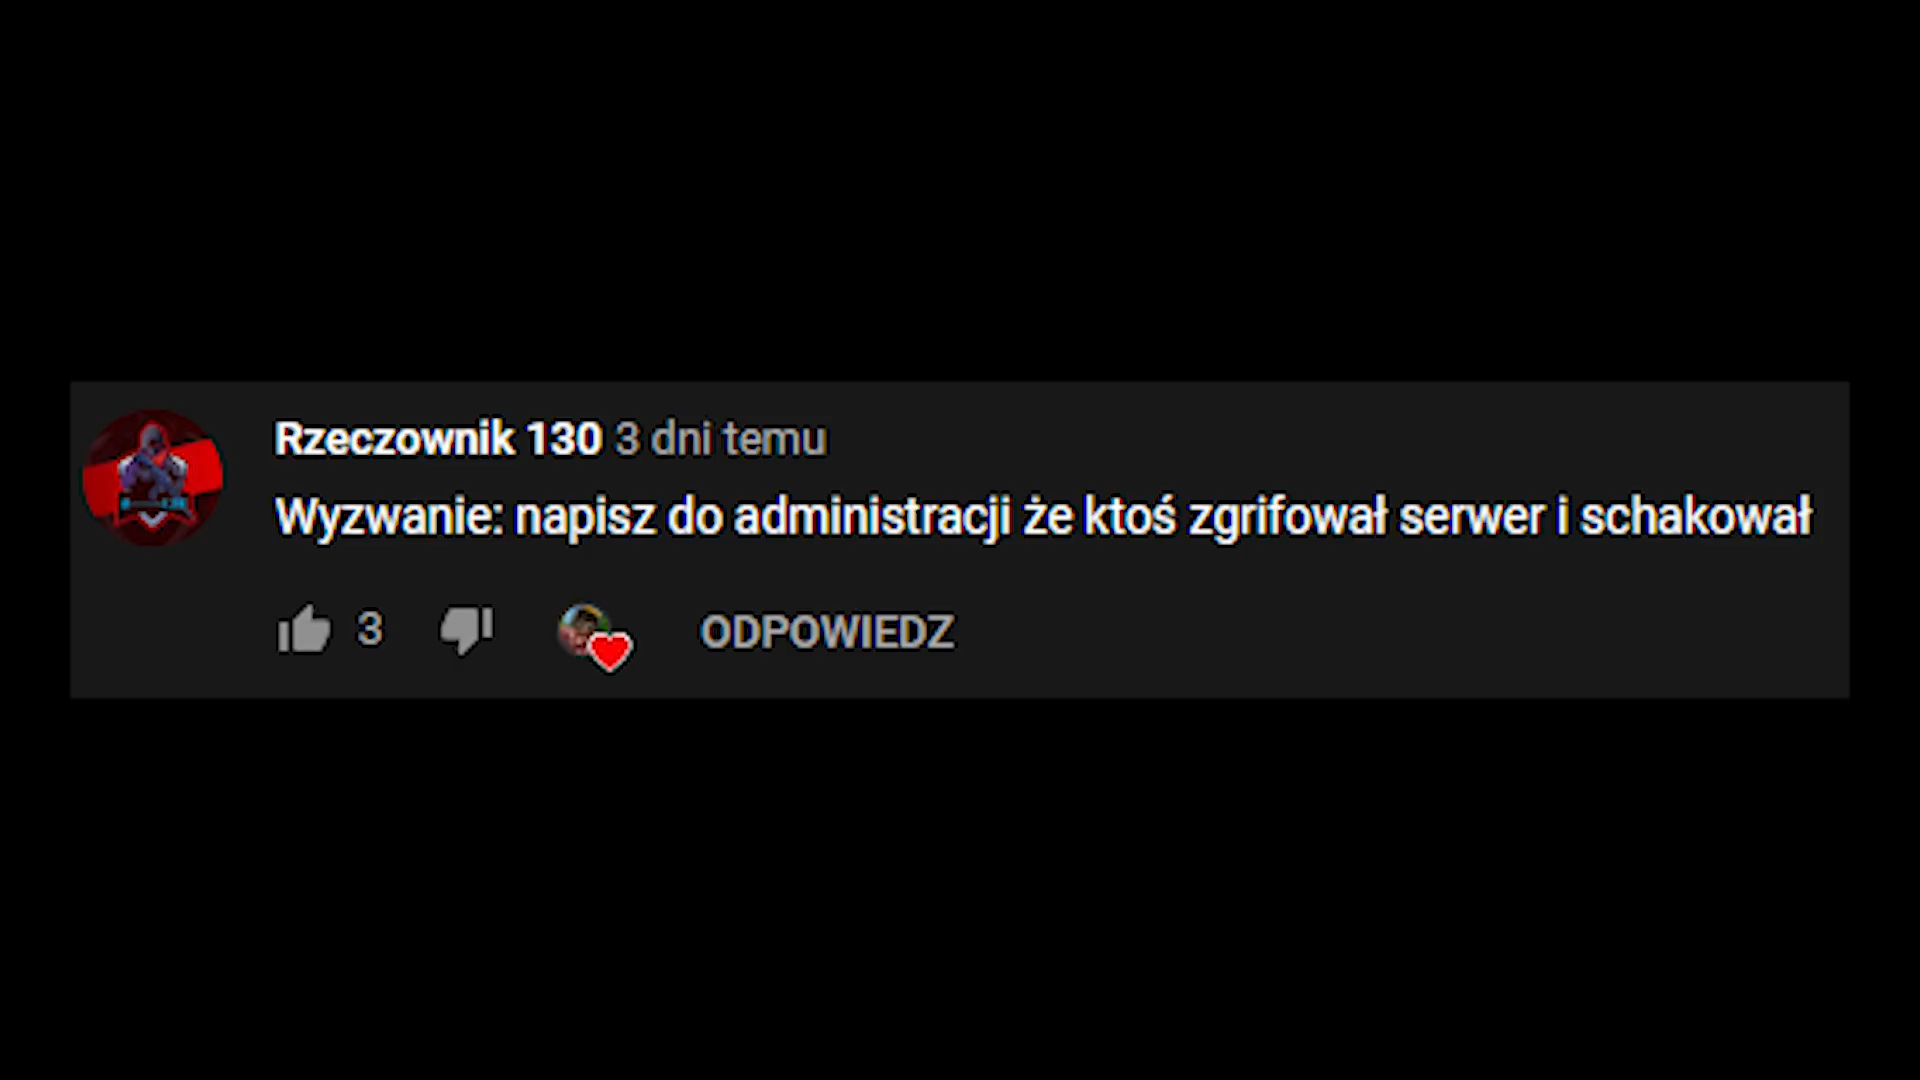 Rzeczownik 130 3 dni temu
Wyzwanie: napisz do administracji że ktoś zgrifował serwer i schakował
3 ODPOWIEDZ